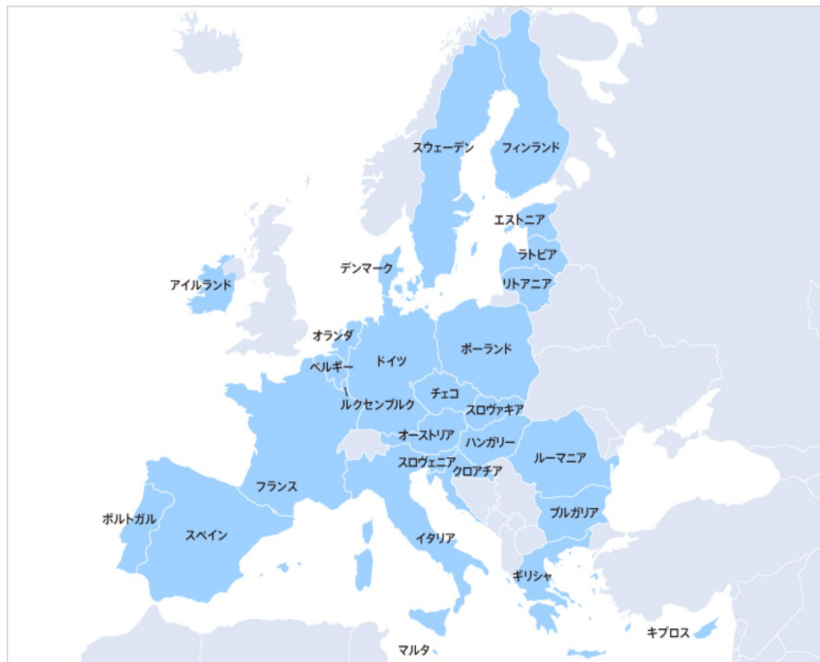 スウェーデン
フィンランド
エストニア
ラトビア
デンマーク
リトアニア
アイルランド
オランダ
ポーランド
ドイツ
ベルギー
チェコ
ルクセンブルク
スロヴァキア
オーストリア
ハンガリー
ルーマニア
スロヴェニア
クロアチア
フランス
ブルガリア
ポルトガル
スペイン
イタリア
ギリシャ
キプロス
マルタ